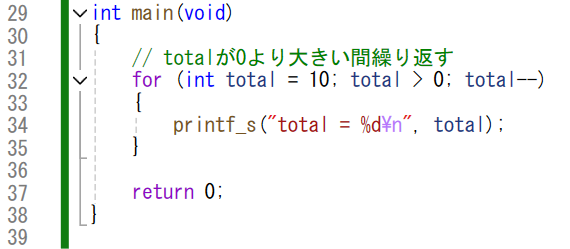 29 int main(void)
30 {
31 // totalが0より大きい間繰り返す
32 for (int total = 10; total > 0; total--)
33 {
34 printf_s("total = %d¥n", total);
35 }
36
37 return 0;
38 }
39